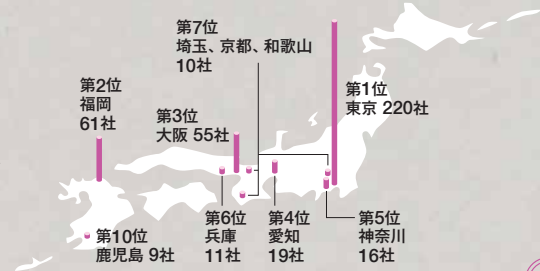 第7位
埼玉、京都、和歌山
10社
第2位
福岡
61社
第3位
大阪 55社
第1位
東京 220社
第10位
鹿児島 9社
第6位
兵庫
11社
第4位
愛知
19社
第5位
神奈川
16社